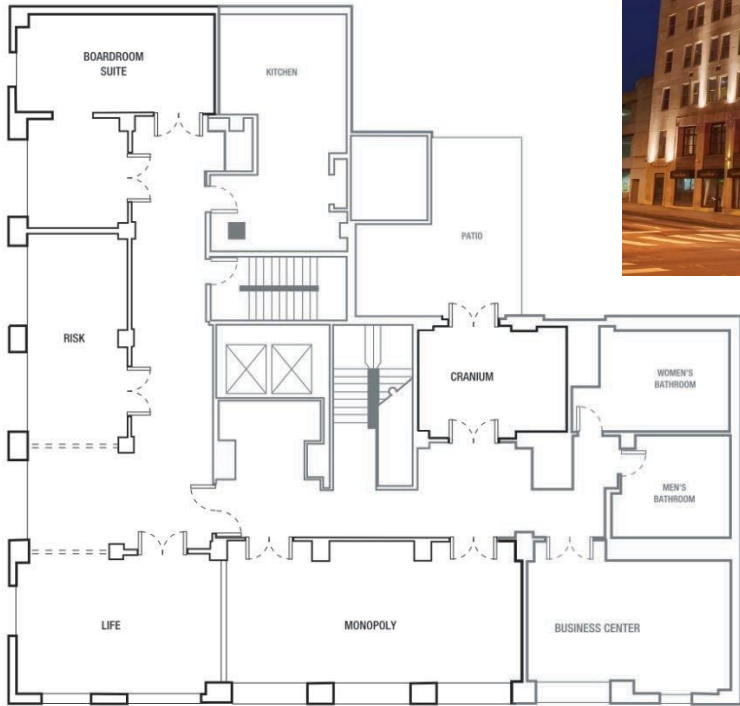 BOARDROOM
SUITE
KITCHEN
PATIO
RISK
CRANIUM
WOMEN'S
BATHROOM
MEN'S
BATHROOM
LIFE
MONOPOLY
BUSINESS CENTER